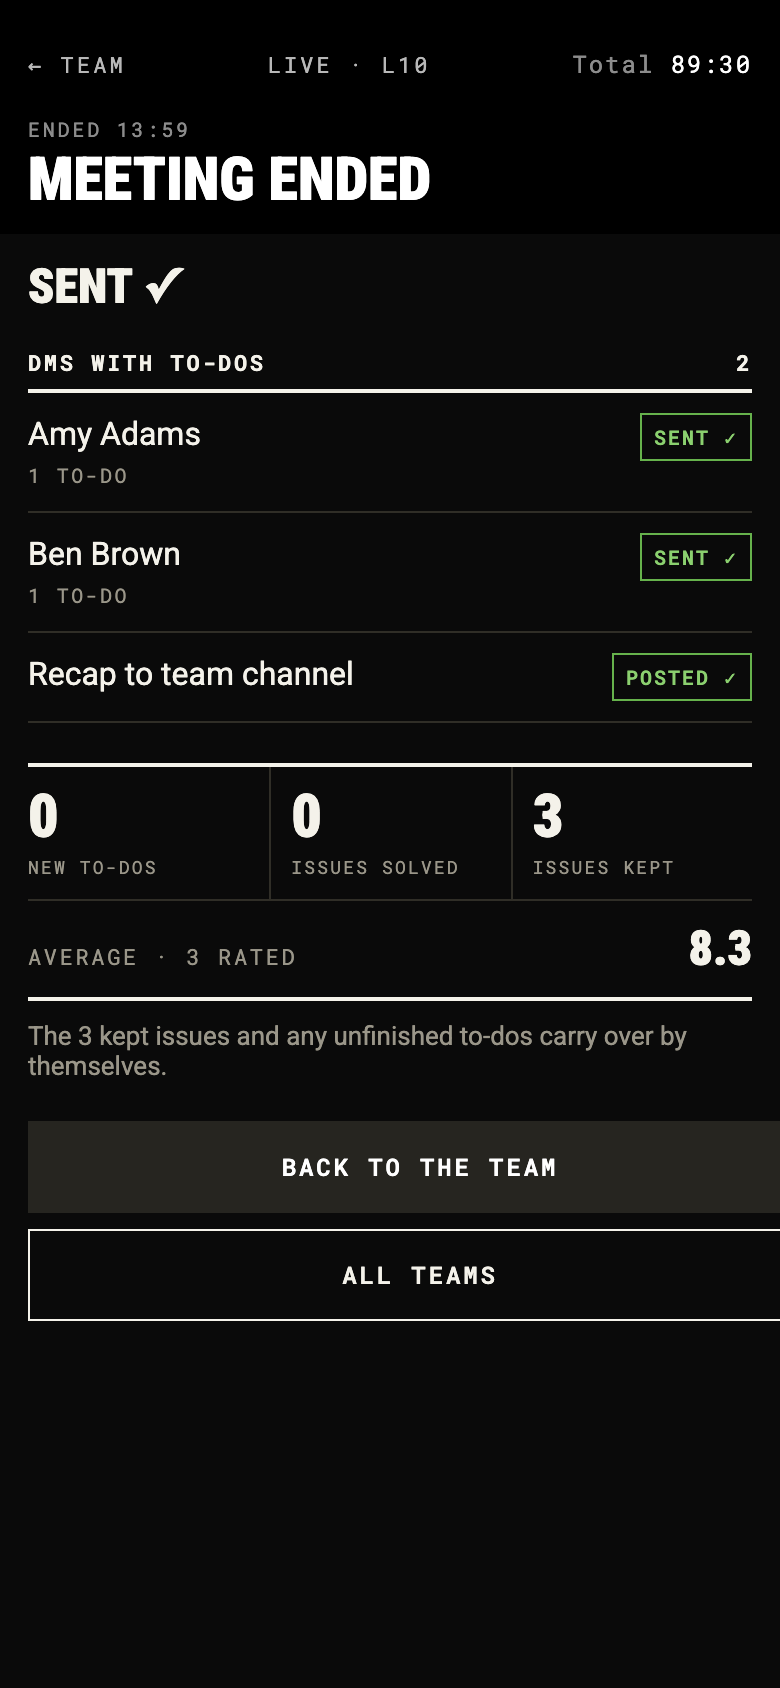 ← TEAM
LIVE · L10
Total 89:30
ENDED 13:59
MEETING ENDED
SENT ✓
DMS WITH TO-DOS
2
Amy Adams
SENT ✓
1 TO-DO
Ben Brown
SENT ✓
1 TO-DO
Recap to team channel
POSTED ✓
0
NEW TO-DOS
0
ISSUES SOLVED
3
ISSUES KEPT
AVERAGE · 3 RATED
8.3
The 3 kept issues and any unfinished to-dos carry over by
themselves.
BACK TO THE TEAM
ALL TEAMS